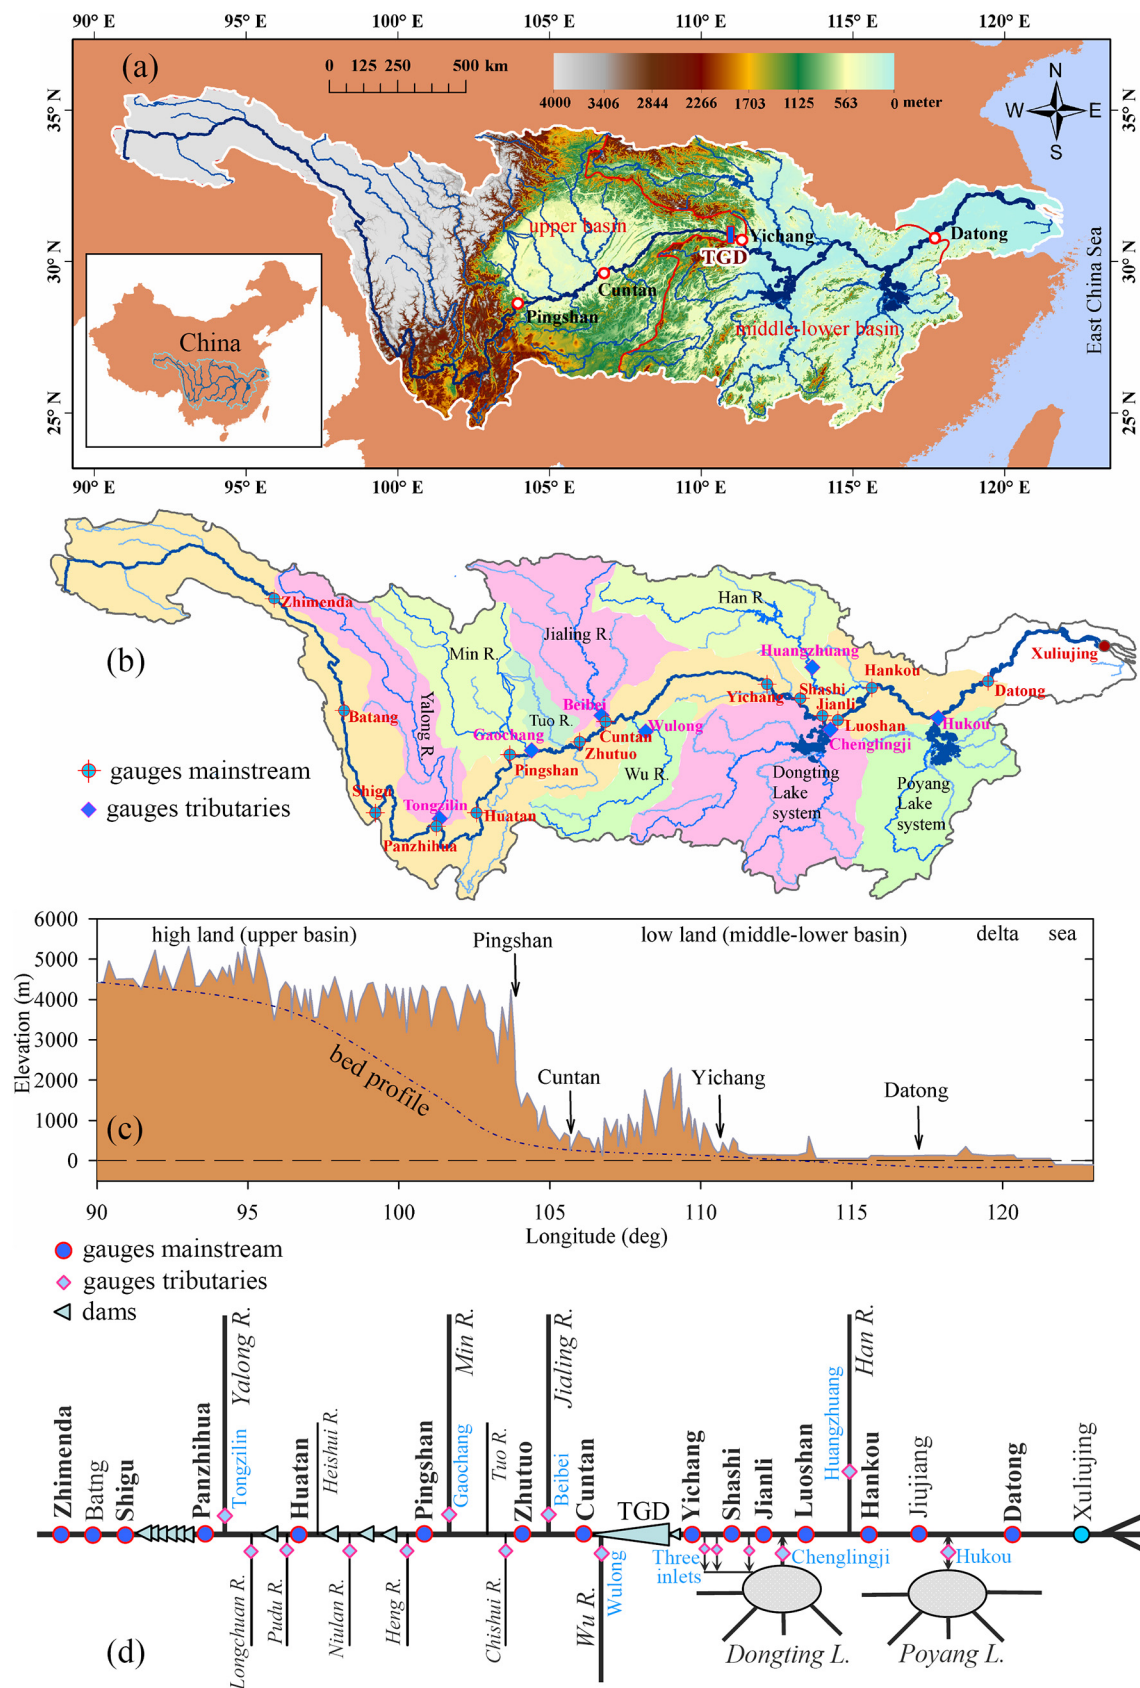 90° E 95° E 100° E 105° E 110° E 115° E 120° E
(a)
0 125 250 500 km
4000 3406 2844 2266 1703 1125 563 0 meter
N
W E
S
35° N
35° N
30° N
30° N
25° N
25° N
upper basin
Yichang
TGD
Datong
Cuntan
Pingshan
middle-lower basin
East China Sea
China
90° E 95° E 100° E 105° E 110° E 115° E 120° E
(b)
Zhimenda
Han R.
Jialing R.
Min R.
Huangzhuang
Xuliujing
Hankou
Yalong R.
Beibei
Yichang
Shashi
Jianli
Datong
Batang
Tuo R.
Wulong
Luoshan
Hukou
Gaochang
Cuntan
Zhutuo
Chenglingji
Pingshan
Wu R.
Dongting
Lake
system
Poyang
Lake
system
gauges mainstream
gauges tributaries
Shigu
Tongzilin
Huatan
Panzhihua
6000
5000
4000
3000
2000
1000
0
Elevation (m)
high land (upper basin)
Pingshan
low land (middle-lower basin)
delta
sea
bed profile
Cuntan
Yichang
Datong
(c)
90 95 100 105 110 115 120
Longitude (deg)
gauges mainstream
gauges tributaries
dams
Yalong R.
Min R.
Jialing R.
Han R.
Zhimenda
Batng
Shigu
Panzhihua
Tongzilin
Huatan
Heishui R.
Pingshan
Gaochang
Tuo R.
Zhutuo
Beibei
Cuntan
TGD
Yichang
Shashi
Jianli
Luoshan
Huangzhuang
Hankou
Jiujiang
Datong
Xuliujing
Longchuan R.
Pudu R.
Niulan R.
Heng R.
Chishui R.
Wu R.
Wulong
Three
inlets
Chenglingji
Hukou
(d)
Dongting L.
Poyang L.